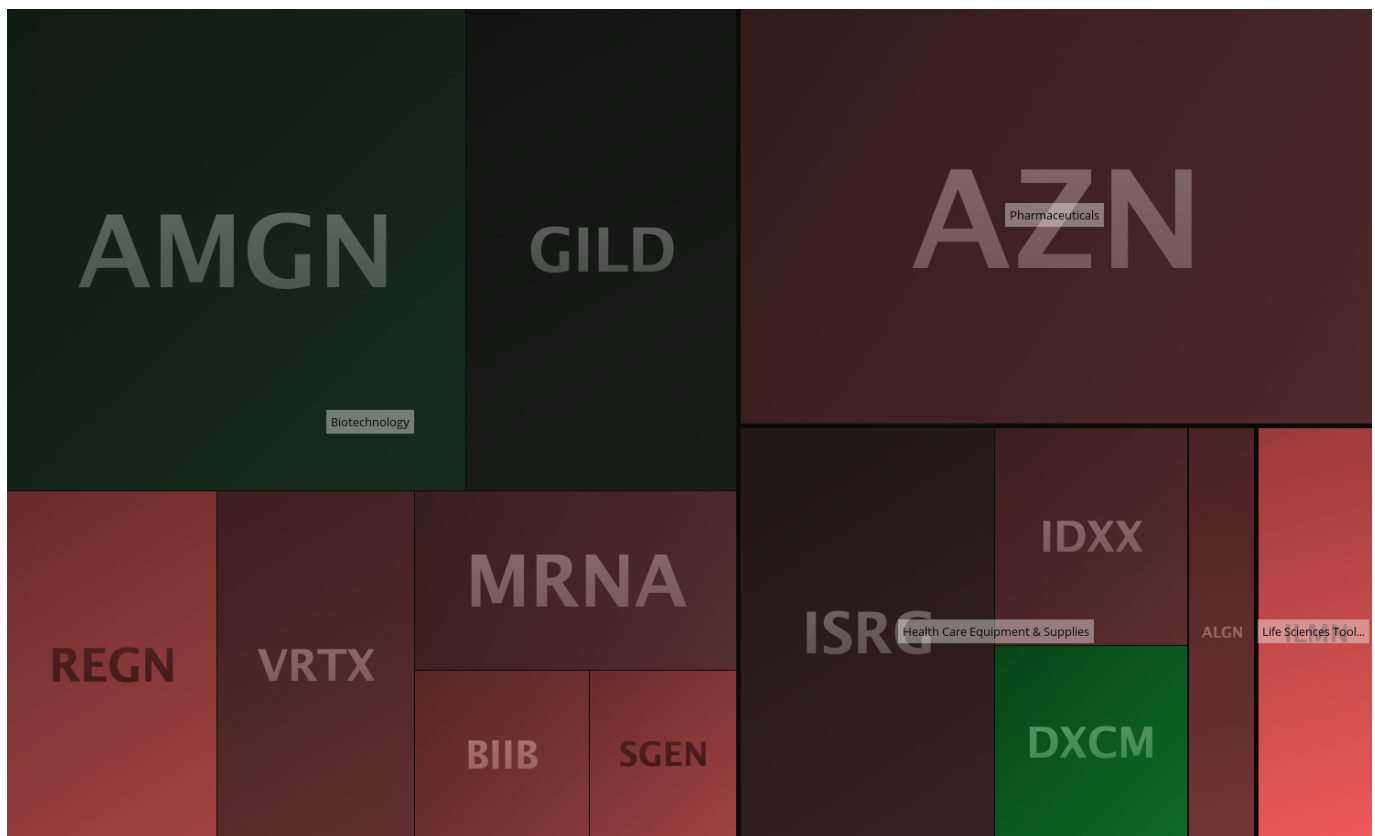 AMGN
GILD
AZN
Pharmaceuticals
Biotechnology
REGN
VRTX
MRNA
BIIB
SGEN
ISRG
Health Care Equipment & Supplies
IDXX
DXCM
ALGN
Life Sciences Tool...
ILMN